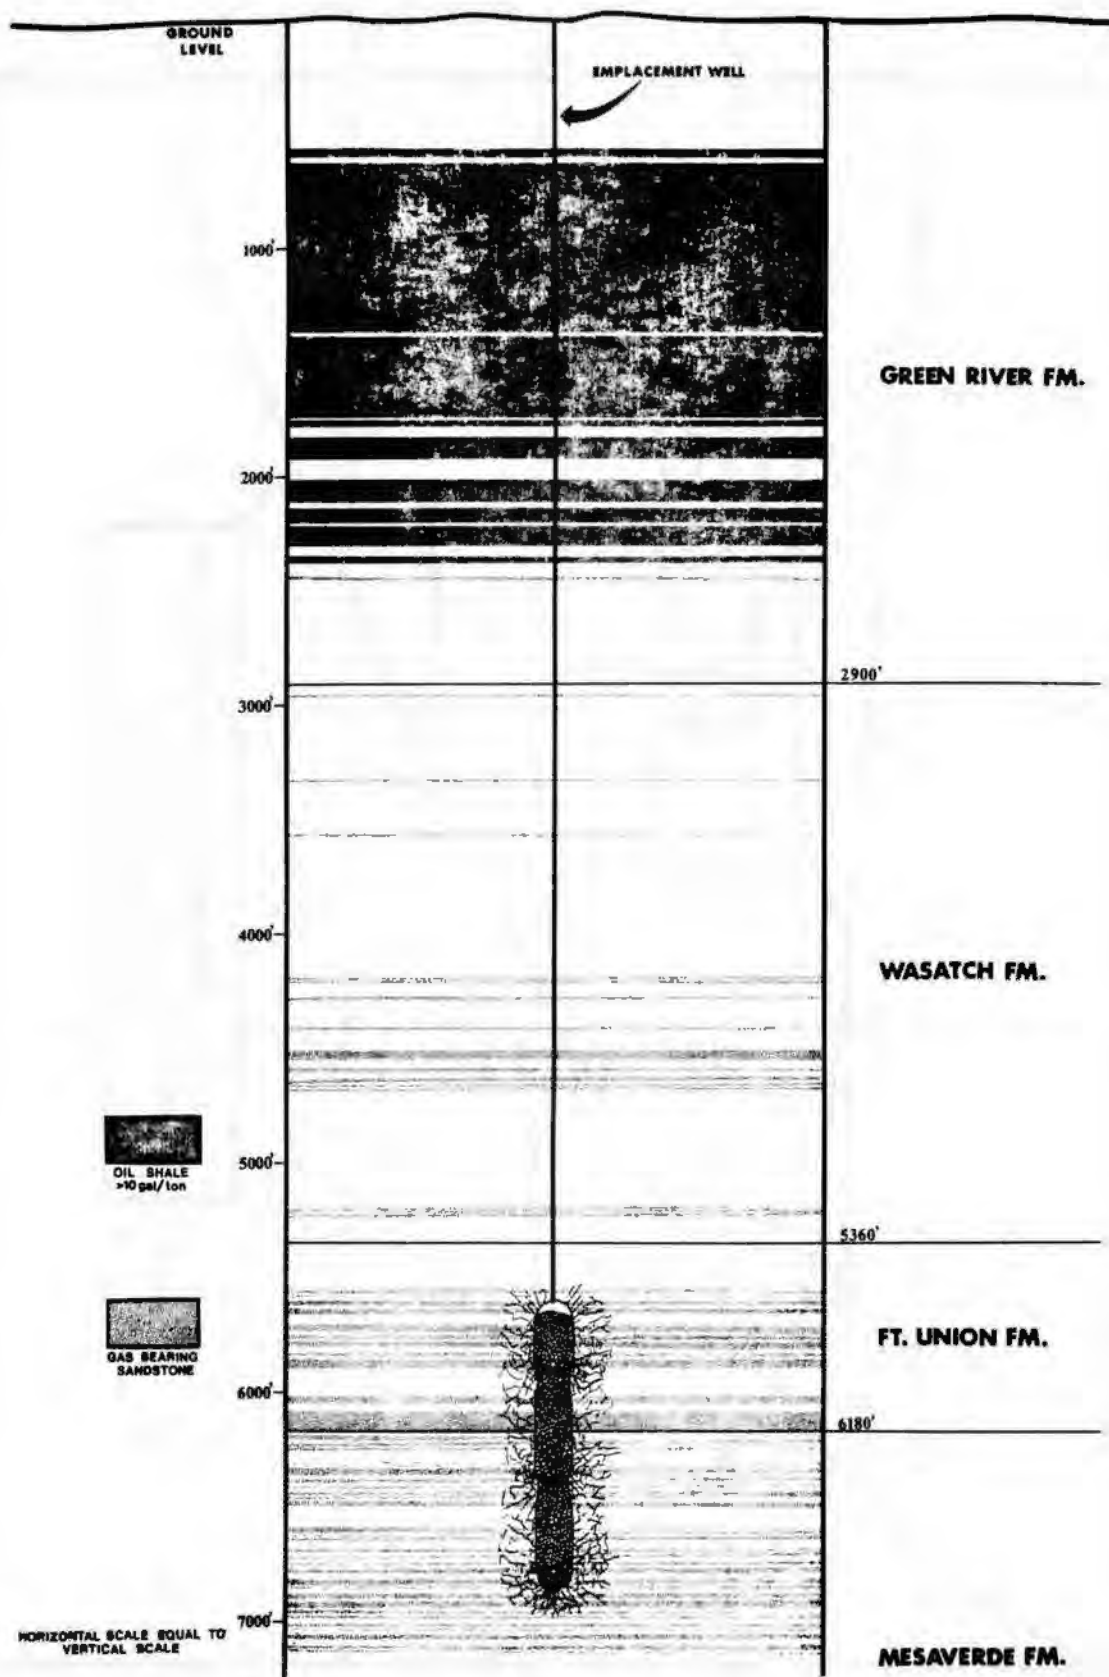 GROUND
LEVEL
EMPLACEMENT WELL
1000'
GREEN RIVER FM.
2000'
2900'
3000'
4000'
WASATCH FM.
OIL SHALE
>10 gal/ton
5000'
5360'
GAS BEARING
SANDSTONE
FT. UNION FM.
6000'
6180'
7000'
HORIZONTAL SCALE EQUAL TO
VERTICAL SCALE
MESAVERDE FM.